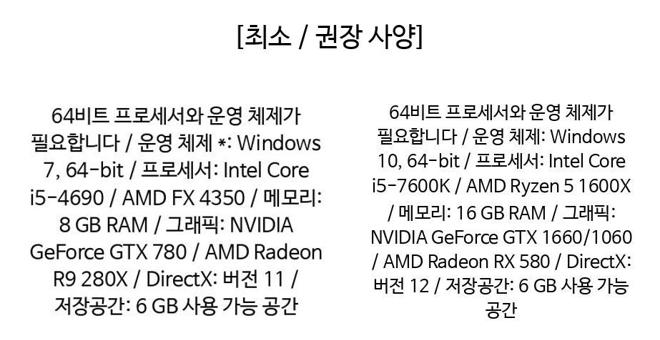 [최소 / 권장 사양]
64비트 프로세서와 운영 체제가
필요합니다 / 운영 체제 *: Windows
7, 64-bit / 프로세서: Intel Core
i5-4690 / AMD FX 4350 / 메모리:
8 GB RAM / 그래픽: NVIDIA
GeForce GTX 780 / AMD Radeon
R9 280X / DirectX: 버전 11 /
저장공간: 6 GB 사용 가능 공간
64비트 프로세서와 운영 체제가
필요합니다 / 운영 체제: Windows
10, 64-bit / 프로세서: Intel Core
i5-7600K / AMD Ryzen 5 1600X
/ 메모리: 16 GB RAM / 그래픽:
NVIDIA GeForce GTX 1660/1060
/ AMD Radeon RX 580 / DirectX:
버전 12 / 저장공간: 6 GB 사용 가능
공간